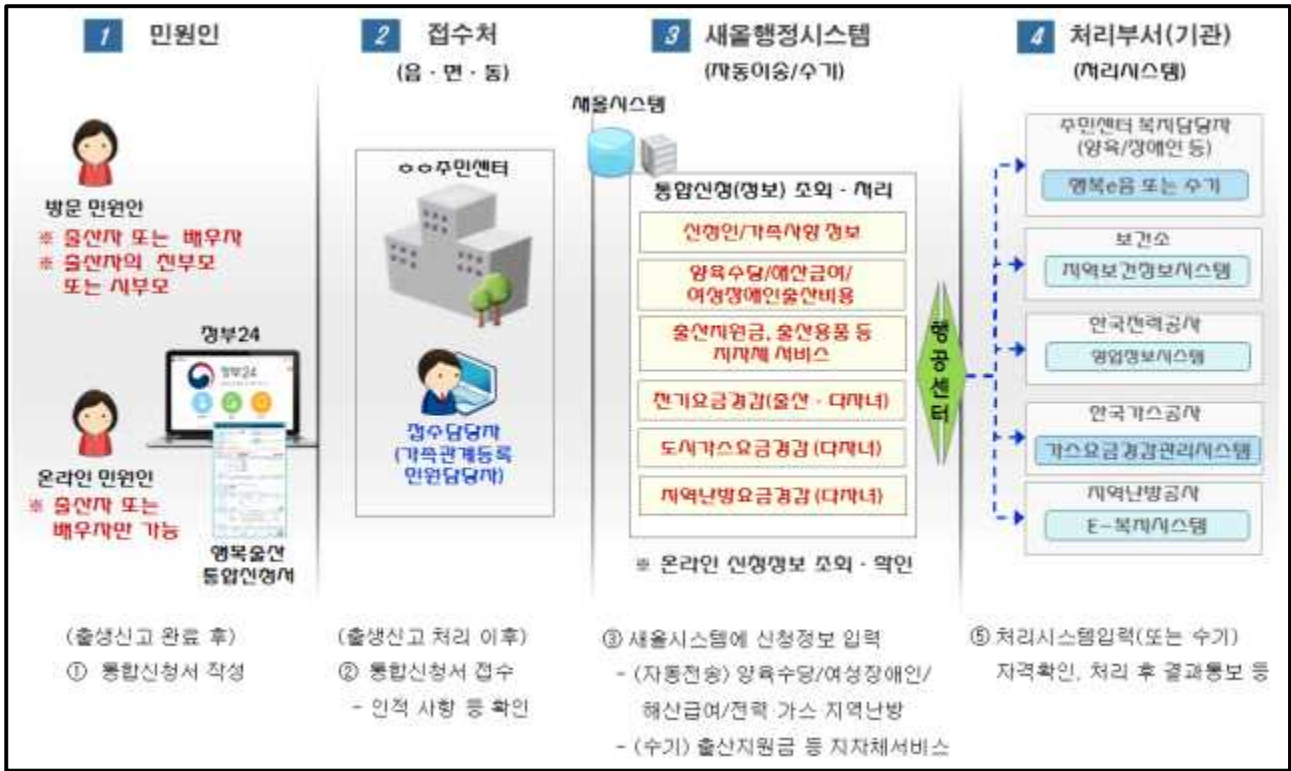 1 민원인
방문 민원인
※ 출산자 또는 배우자
※ 출산자의 친부모
또는 시부모
정부24
정부24
온라인 민원인
※ 출산자 또는
배우자만 가능
행복출산
통합신청서
(출생신고 완료 후)
① 통합신청서 작성
2 접수처
(읍 · 면 · 동)
ㅇㅇ주민센터
접수담당자
(가족관계등록
민원담당자)
(출생신고 처리 이후)
② 통합신청서 접수
- 인적 사항 등 확인
3 새올행정시스템
(자동이송/수기)
새올시스템
통합신청(정보) 조회 · 처리
신청인/가족사항 정보
양육수당/해산급여/
여성장애인출산비용
출산지원금, 출산용품 등
지자체 서비스
전기요금경감(출산 · 다자녀)
도시가스요금경감(다자녀)
지역난방요금경감(다자녀)
※ 온라인 신청정보 조회 · 확인
행공센터
③ 새올시스템에 신청정보 입력
- (자동전송) 양육수당/여성장애인/
해산급여/전력 가스 지역난방
- (수기) 출산지원금 등 지자체서비스
4 처리부서(기관)
(처리시스템)
주민센터 복지담당자
(양육/장애인 등)
행복e음 또는 수기
보건소
지역보건정보시스템
한국전력공사
영업정보시스템
한국가스공사
가스요금경감관리시스템
지역난방공사
E-복지시스템
⑤ 처리시스템입력(또는 수기)
자격확인, 처리 후 결과통보 등